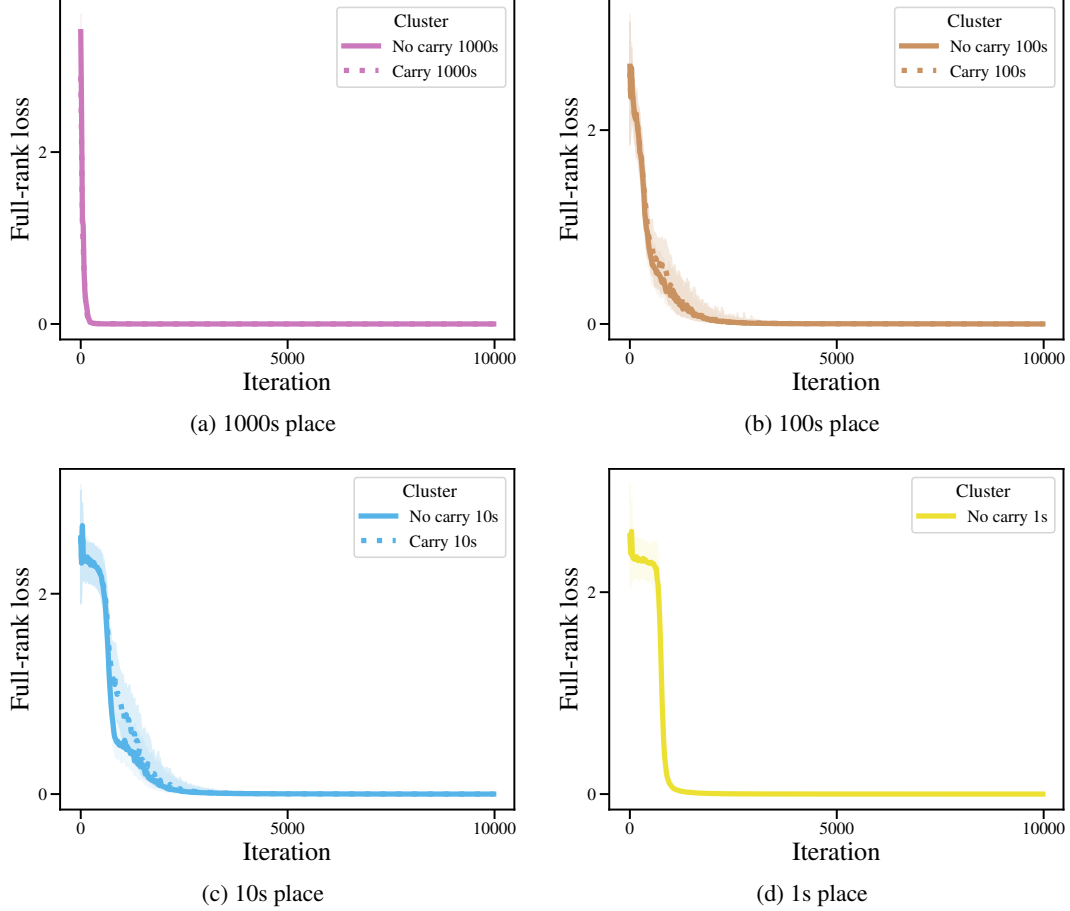 Cluster
No carry 1000s
Carry 1000s
Full-rank loss
2
0
0
5000
10000
Iteration
(a) 1000s place
Cluster
No carry 100s
Carry 100s
Full-rank loss
2
0
0
5000
10000
Iteration
(b) 100s place
Cluster
No carry 10s
Carry 10s
Full-rank loss
2
0
0
5000
10000
Iteration
(c) 10s place
Cluster
No carry 1s
Full-rank loss
2
0
0
5000
10000
Iteration
(d) 1s place